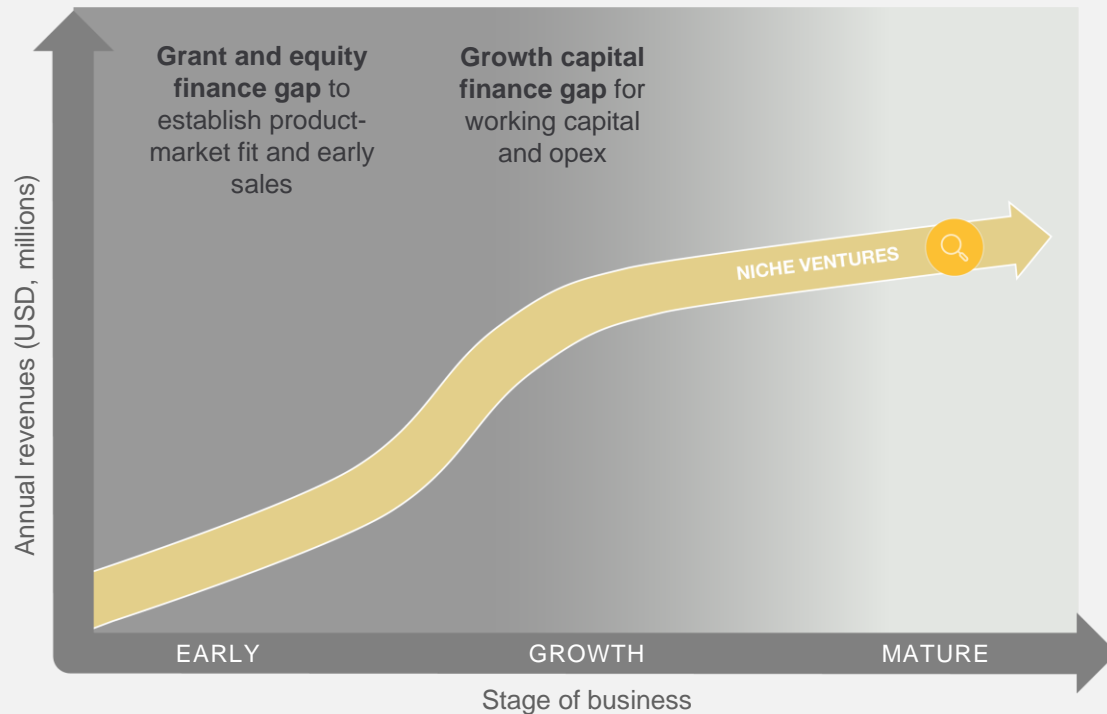 Grant and equity
finance gap to
establish product-
market fit and early
sales
Growth capital
finance gap for
working capital
and opex
Annual revenues (USD, millions)
NICHE VENTURES
EARLY
GROWTH
MATURE
Stage of business